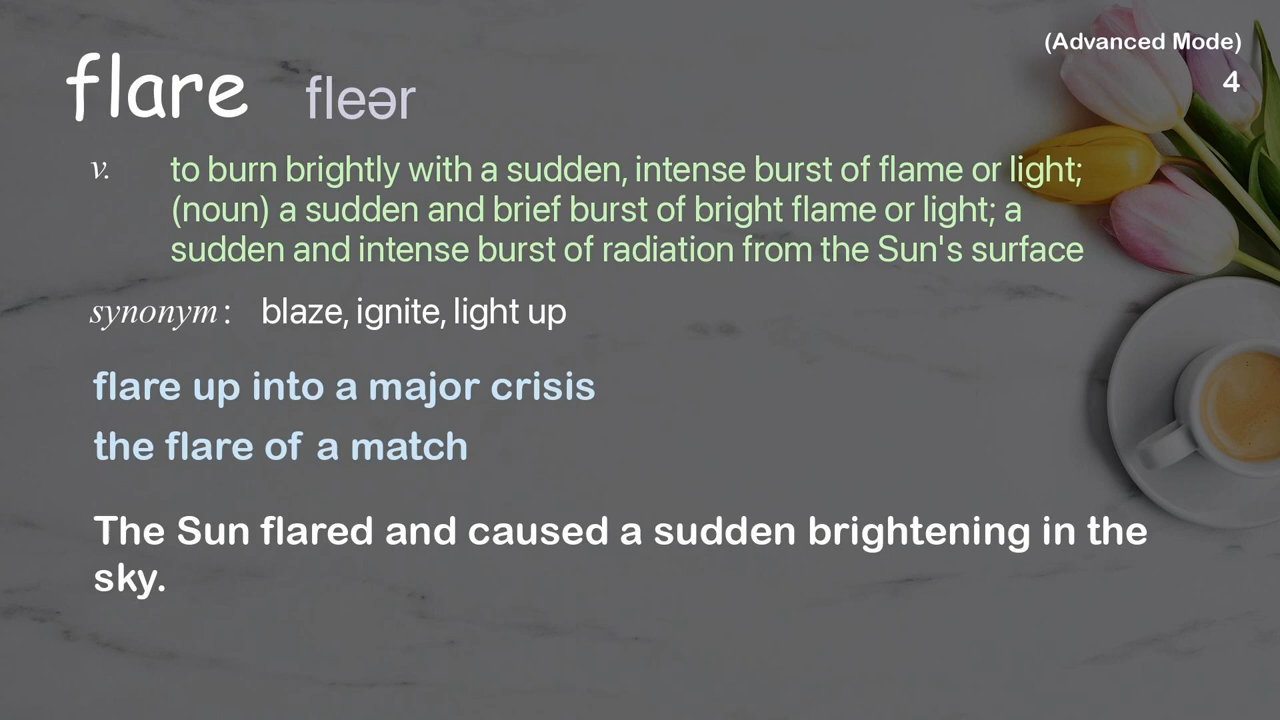 (Advanced Mode)
4
flare fleər
v. to burn brightly with a sudden, intense burst of flame or light;
(noun) a sudden and brief burst of bright flame or light; a
sudden and intense burst of radiation from the Sun's surface
synonym: blaze, ignite, light up
flare up into a major crisis
the flare of a match
The Sun flared and caused a sudden brightening in the
sky.